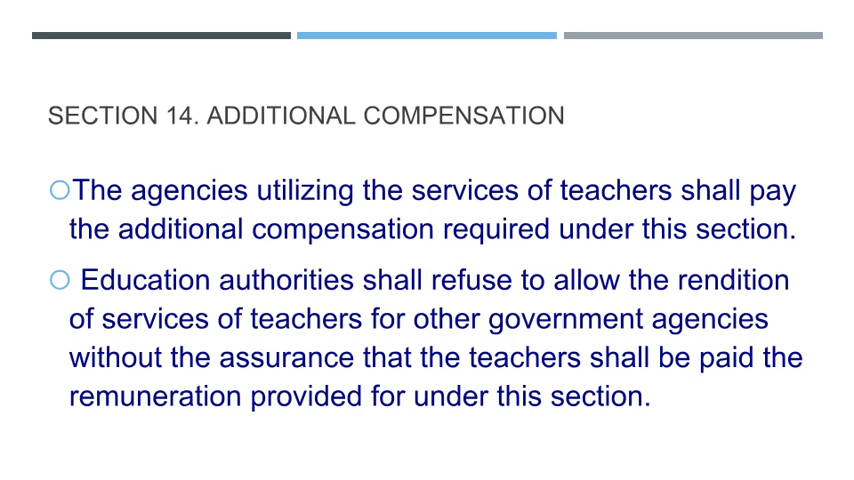 SECTION 14. ADDITIONAL COMPENSATION
The agencies utilizing the services of teachers shall pay
the additional compensation required under this section.
Education authorities shall refuse to allow the rendition
of services of teachers for other government agencies
without the assurance that the teachers shall be paid the
remuneration provided for under this section.